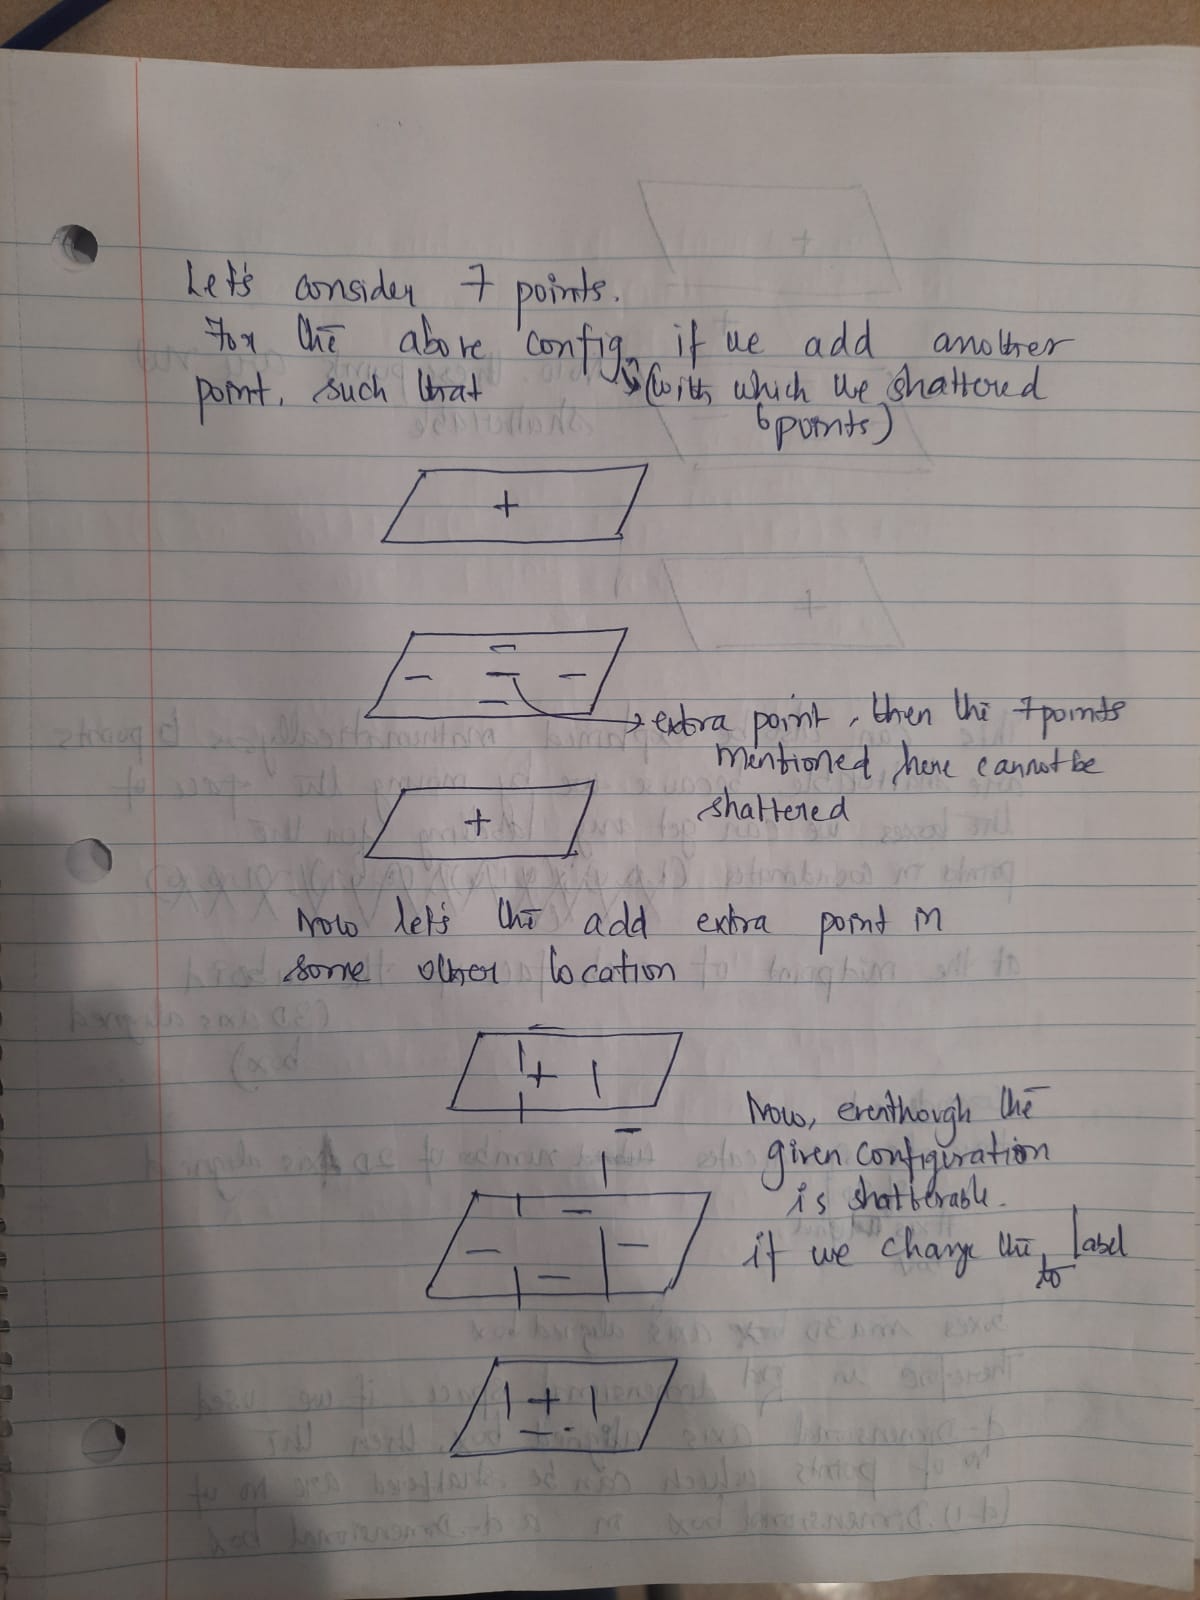 Let's consider 7 points.
For the above config, if we add another
point, such that (with which we shattered
6 points)
+
-
- - -
-
extra point, then the 7 points
mentioned here cannot be
shattered
+
Now let's the add extra point in
some other location
+
Now, eventhough the
given configuration
is shatterable.
if we change the label
to
- -
- -
+